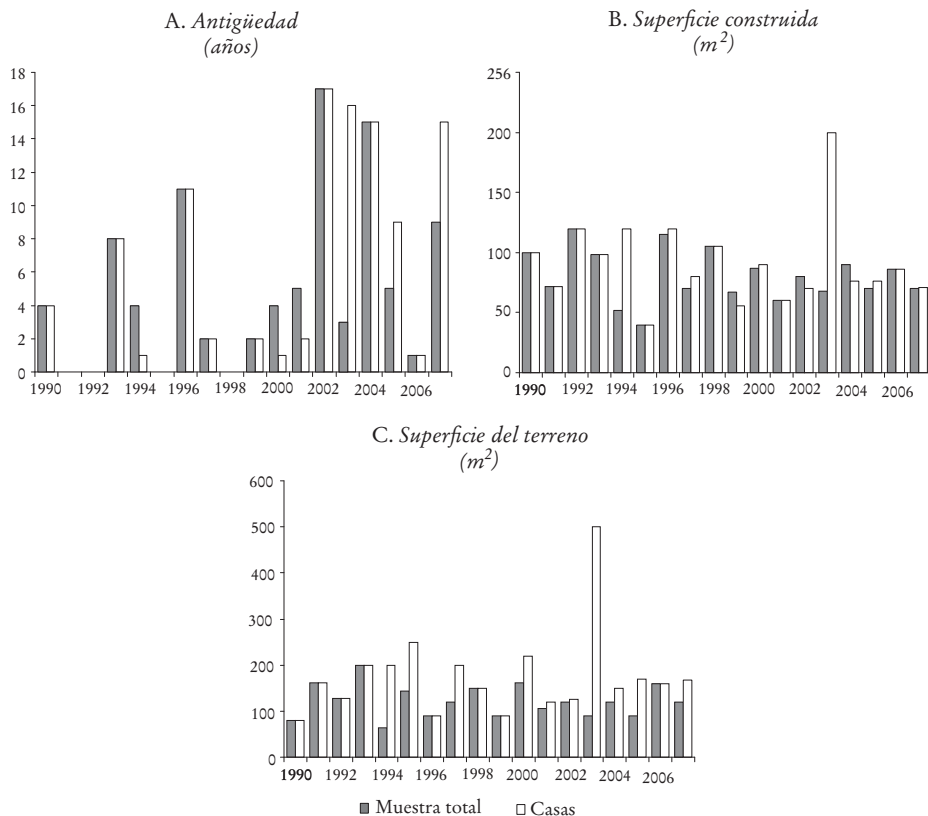 A. Antigüedad
(años)
18
16
14
12
10
8
6
4
2
0
1990 1992 1994 1996 1998 2000 2002 2004 2006
B. Superficie construida
(m²)
256
200
150
100
50
0
1990 1992 1994 1996 1998 2000 2002 2004 2006
C. Superficie del terreno
(m²)
600
500
400
300
200
100
0
1990 1992 1994 1996 1998 2000 2002 2004 2006
Muestra total Casas